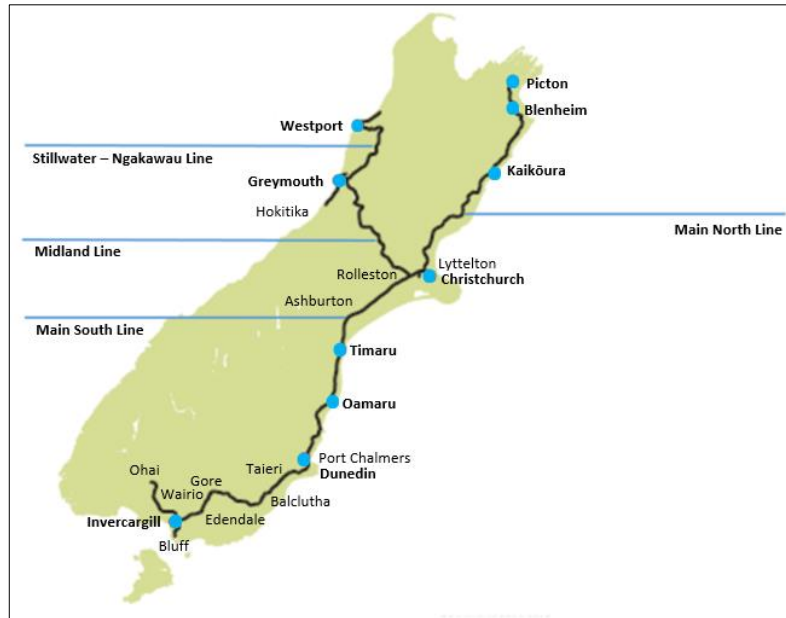 Picton
Blenheim
Westport
Stillwater – Ngakawau Line
Kaikōura
Greymouth
Hokitika
Main North Line
Midland Line
Lyttelton
Rolleston
Christchurch
Ashburton
Main South Line
Timaru
Oamaru
Port Chalmers
Dunedin
Taieri
Ohai
Gore
Wairio
Balclutha
Invercargill
Edendale
Bluff